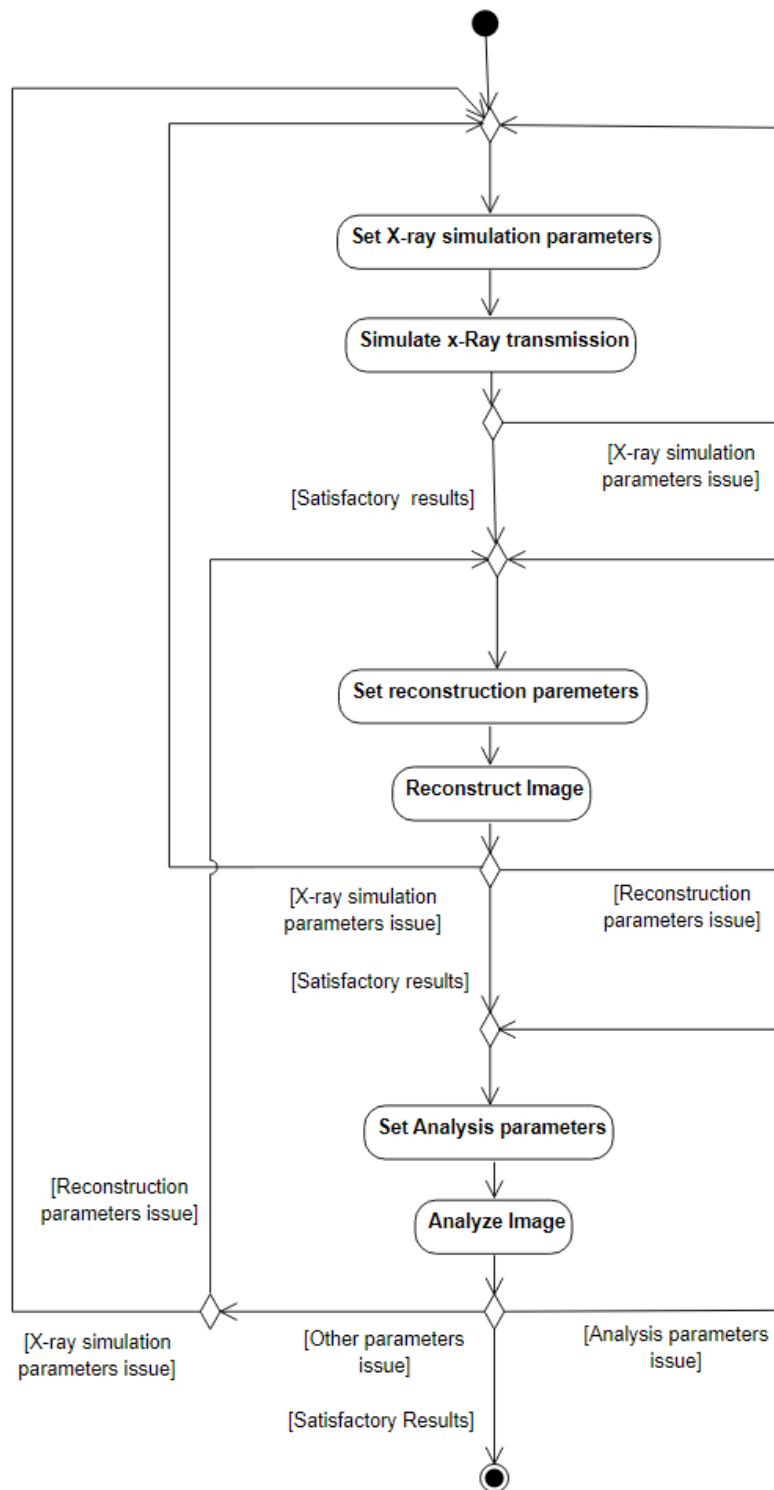 Set X-ray simulation parameters
Simulate x-Ray transmission
[X-ray simulation
parameters issue]
[Satisfactory results]
Set reconstruction paremeters
Reconstruct Image
[X-ray simulation
parameters issue]
[Reconstruction
parameters issue]
[Satisfactory results]
Set Analysis parameters
[Reconstruction
parameters issue]
Analyze Image
[X-ray simulation
parameters issue]
[Other parameters
issue]
[Analysis parameters
issue]
[Satisfactory Results]